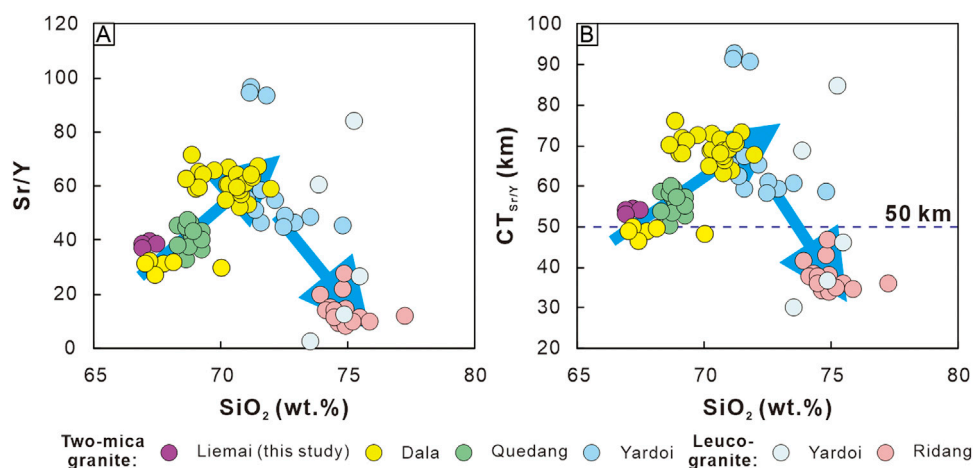 A
Sr/Y
120
100
80
60
40
20
0
65
70
75
80
SiO2 (wt.%)
B
CTSr/Y (km)
100
90
80
70
60
50
40
30
20
50 km
65
70
75
80
SiO2 (wt.%)
Two-mica granite:
Liemai (this study)
Dala
Quedang
Yardoi
Leuco-granite:
Yardoi
Ridang